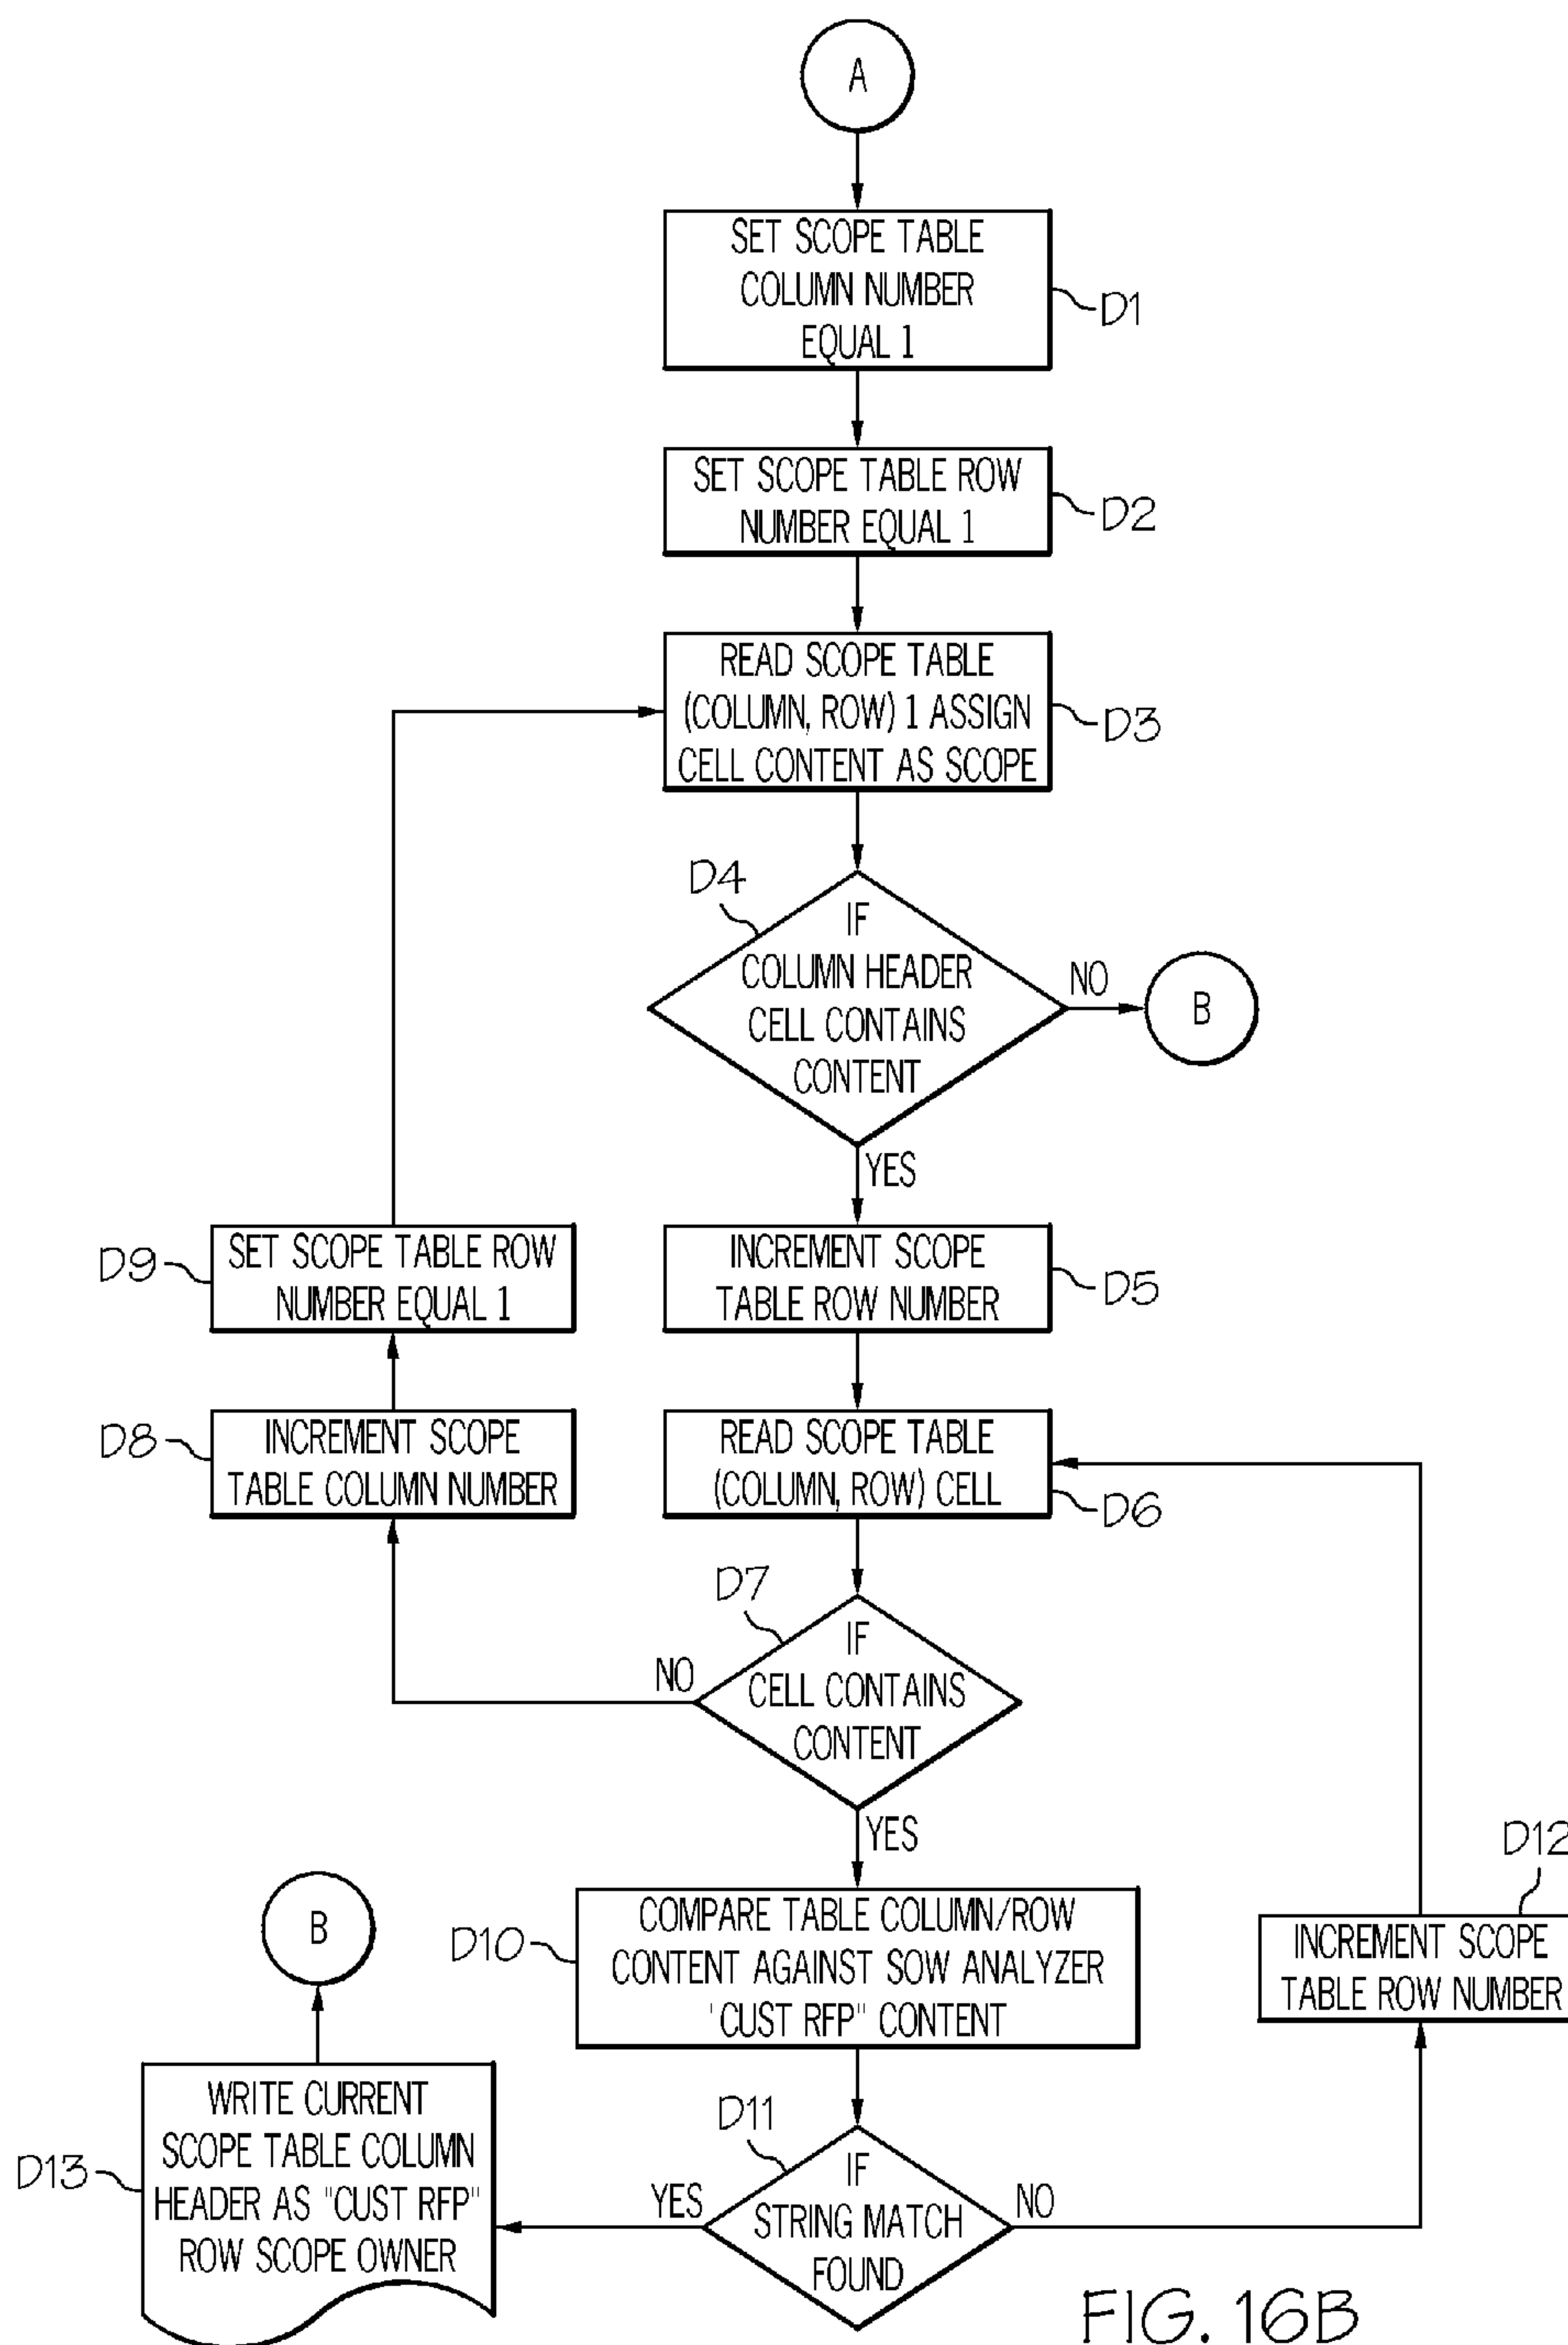 A
SET SCOPE TABLE
COLUMN NUMBER
EQUAL 1
D1
SET SCOPE TABLE ROW
NUMBER EQUAL 1
D2
READ SCOPE TABLE
(COLUMN, ROW) 1 ASSIGN
CELL CONTENT AS SCOPE
D3
D4
IF
COLUMN HEADER
CELL CONTAINS
CONTENT
NO
B
YES
D9
SET SCOPE TABLE ROW
NUMBER EQUAL 1
INCREMENT SCOPE
TABLE ROW NUMBER
D5
D8
INCREMENT SCOPE
TABLE COLUMN NUMBER
READ SCOPE TABLE
(COLUMN, ROW) CELL
D6
D7
IF
CELL CONTAINS
CONTENT
NO
YES
D12
B
D10
COMPARE TABLE COLUMN/ROW
CONTENT AGAINST SOW ANALYZER
'CUST RFP" CONTENT
INCREMENT SCOPE
TABLE ROW NUMBER
D13
WRITE CURRENT
SCOPE TABLE COLUMN
HEADER AS "CUST RFP"
ROW SCOPE OWNER
D11
IF
STRING MATCH
FOUND
YES
NO
FIG. 16B